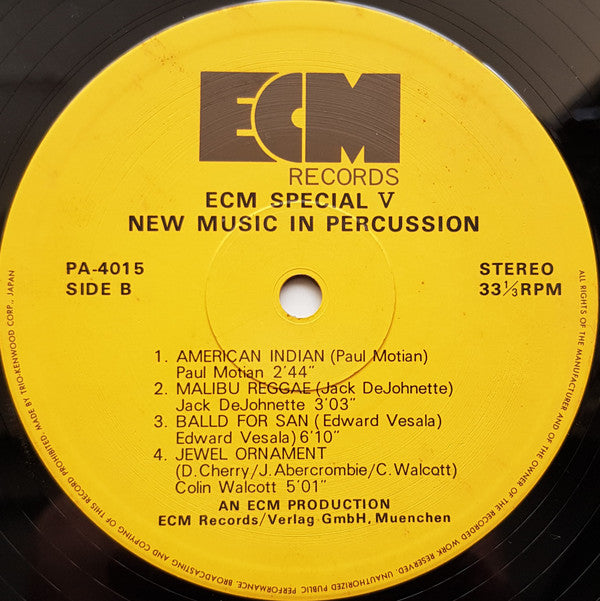 ECM
RECORDS
ECM SPECIAL V
NEW MUSIC IN PERCUSSION
PA-4015
SIDE B
STEREO
33 1/3 RPM
1. AMERICAN INDIAN (Paul Motian)
Paul Motian 2'44"
2. MALIBU REGGAE (Jack DeJohnette)
Jack DeJohnette 3'03"
3. BALLD FOR SAN (Edward Vesala)
Edward Vesala) 6'10"
4. JEWEL ORNAMENT
(D.Cherry/J.Abercrombie/C.Walcott)
Colin Walcott 5'01"
AN ECM PRODUCTION
ECM Records/Verlag·GmbH, Muenchen
ALL RIGHTS OF THE MANUFACTURER AND OF THE OWNER OF THE RECORDED WORK RESERVED. UNAUTHORIZED PUBLIC PERFORMANCE, BROADCASTING AND COPYING OF THIS RECORD PROHIBITED. MADE BY TRIO-KENWOOD CORP., JAPAN